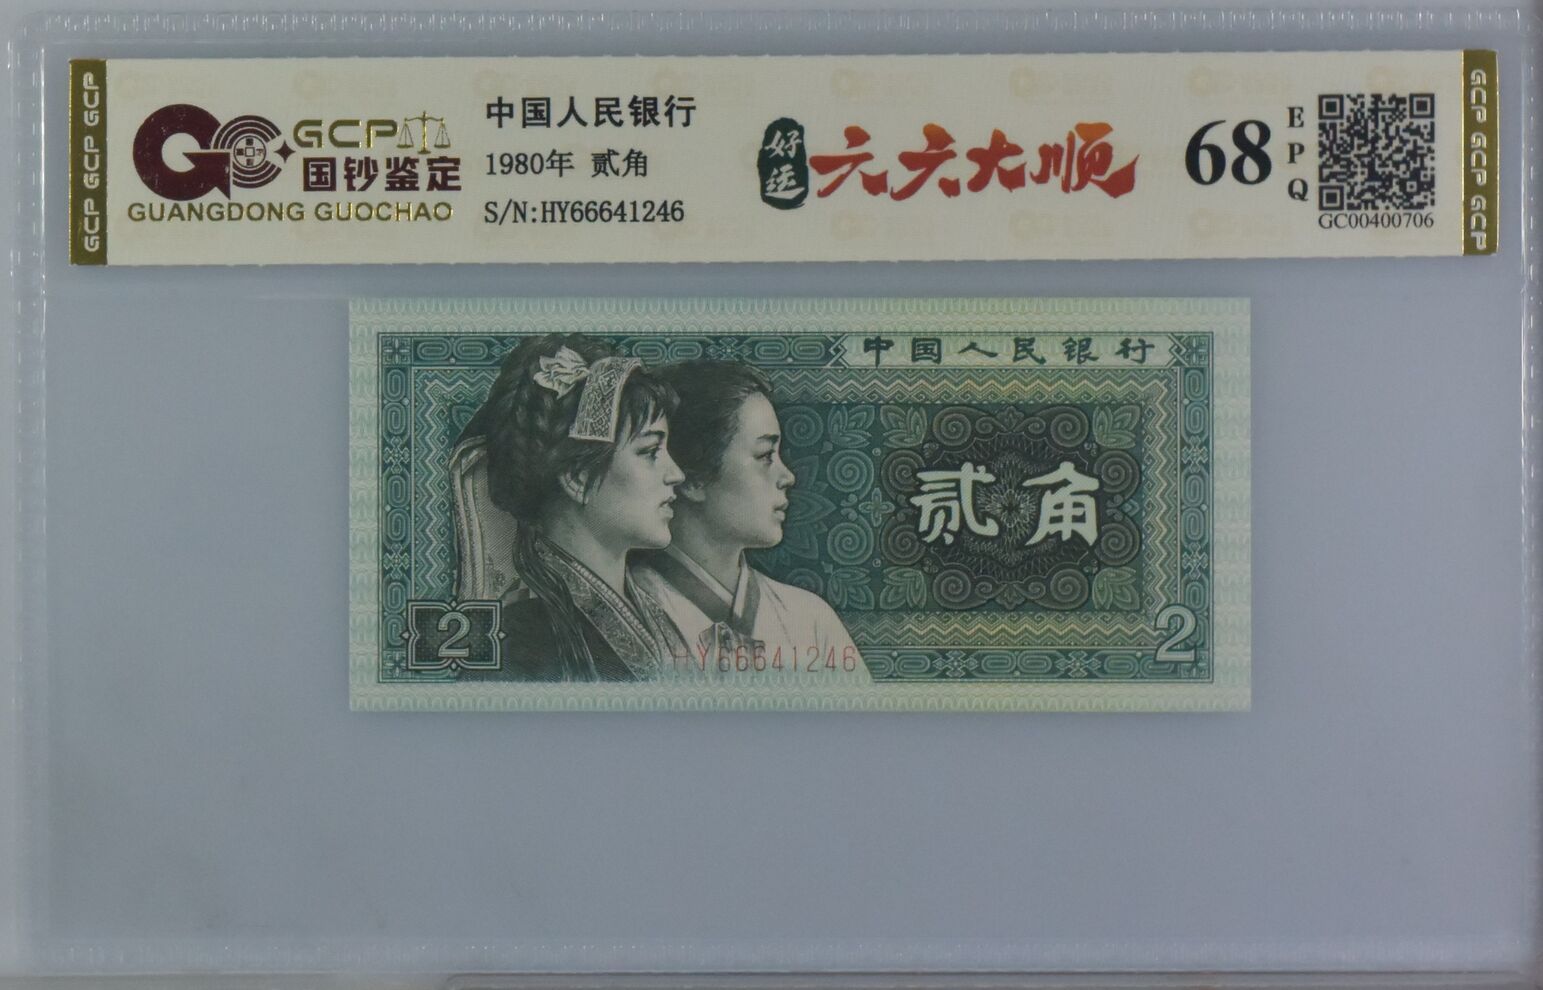 GCP GCP GCP
GCP
国钞鉴定
GUANGDONG GUOCHAO
中国人民银行
1980年 贰角
S/N:HY66641246
好运
六六大顺
68
EPQ
GC00400706
GCP GCP GCP
中国人民银行
贰角
2
2
HY66641246